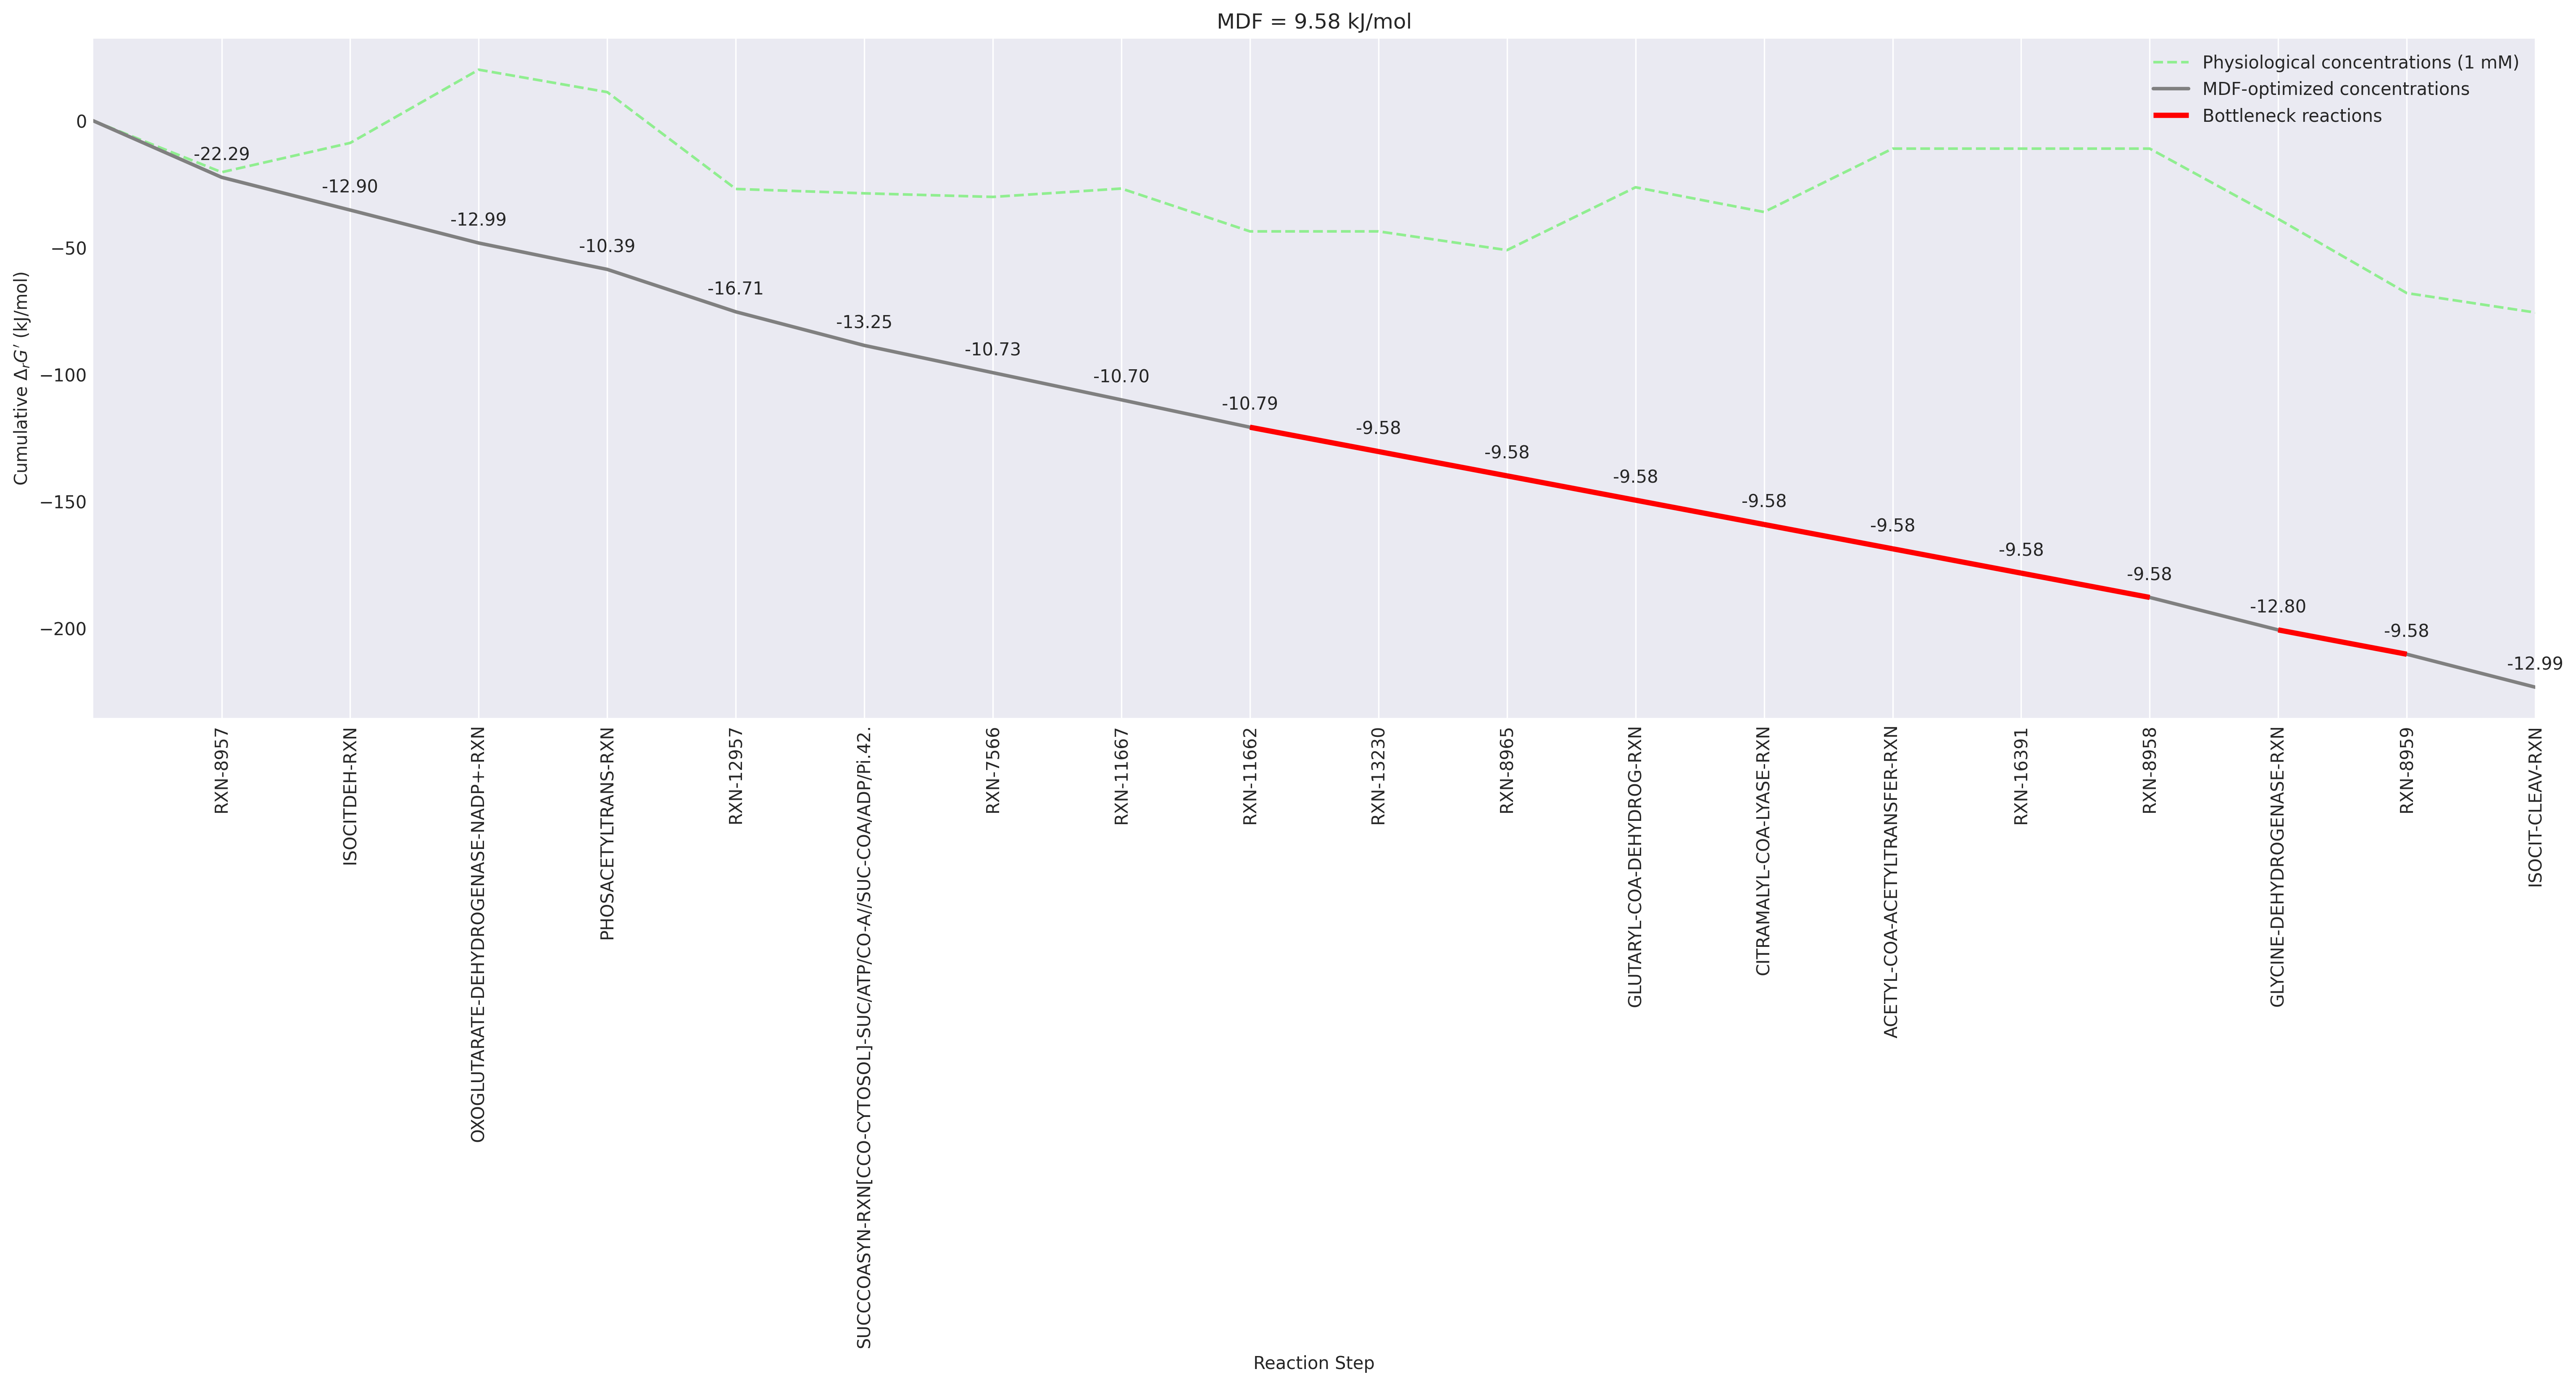 MDF = 9.58 kJ/mol
Physiological concentrations (1 mM)
MDF-optimized concentrations
Bottleneck reactions
Cumulative ΔrG′ (kJ/mol)
0
−50
−100
−150
−200
-22.29
-12.90
-12.99
-10.39
-16.71
-13.25
-10.73
-10.70
-10.79
-9.58
-9.58
-9.58
-9.58
-9.58
-9.58
-9.58
-12.80
-9.58
-12.99
RXN-8957
ISOCITDEH-RXN
OXOGLUTARATE-DEHYDROGENASE-NADP+-RXN
PHOSACETYLTRANS-RXN
RXN-12957
SUCCCOASYN-RXN[CCO-CYTOSOL]-SUC/ATP/CO-A//SUC-COA/ADP/Pi.42.
RXN-7566
RXN-11667
RXN-11662
RXN-13230
RXN-8965
GLUTARYL-COA-DEHYDROG-RXN
CITRAMALYL-COA-LYASE-RXN
ACETYL-COA-ACETYLTRANSFER-RXN
RXN-16391
RXN-8958
GLYCINE-DEHYDROGENASE-RXN
RXN-8959
ISOCIT-CLEAV-RXN
Reaction Step